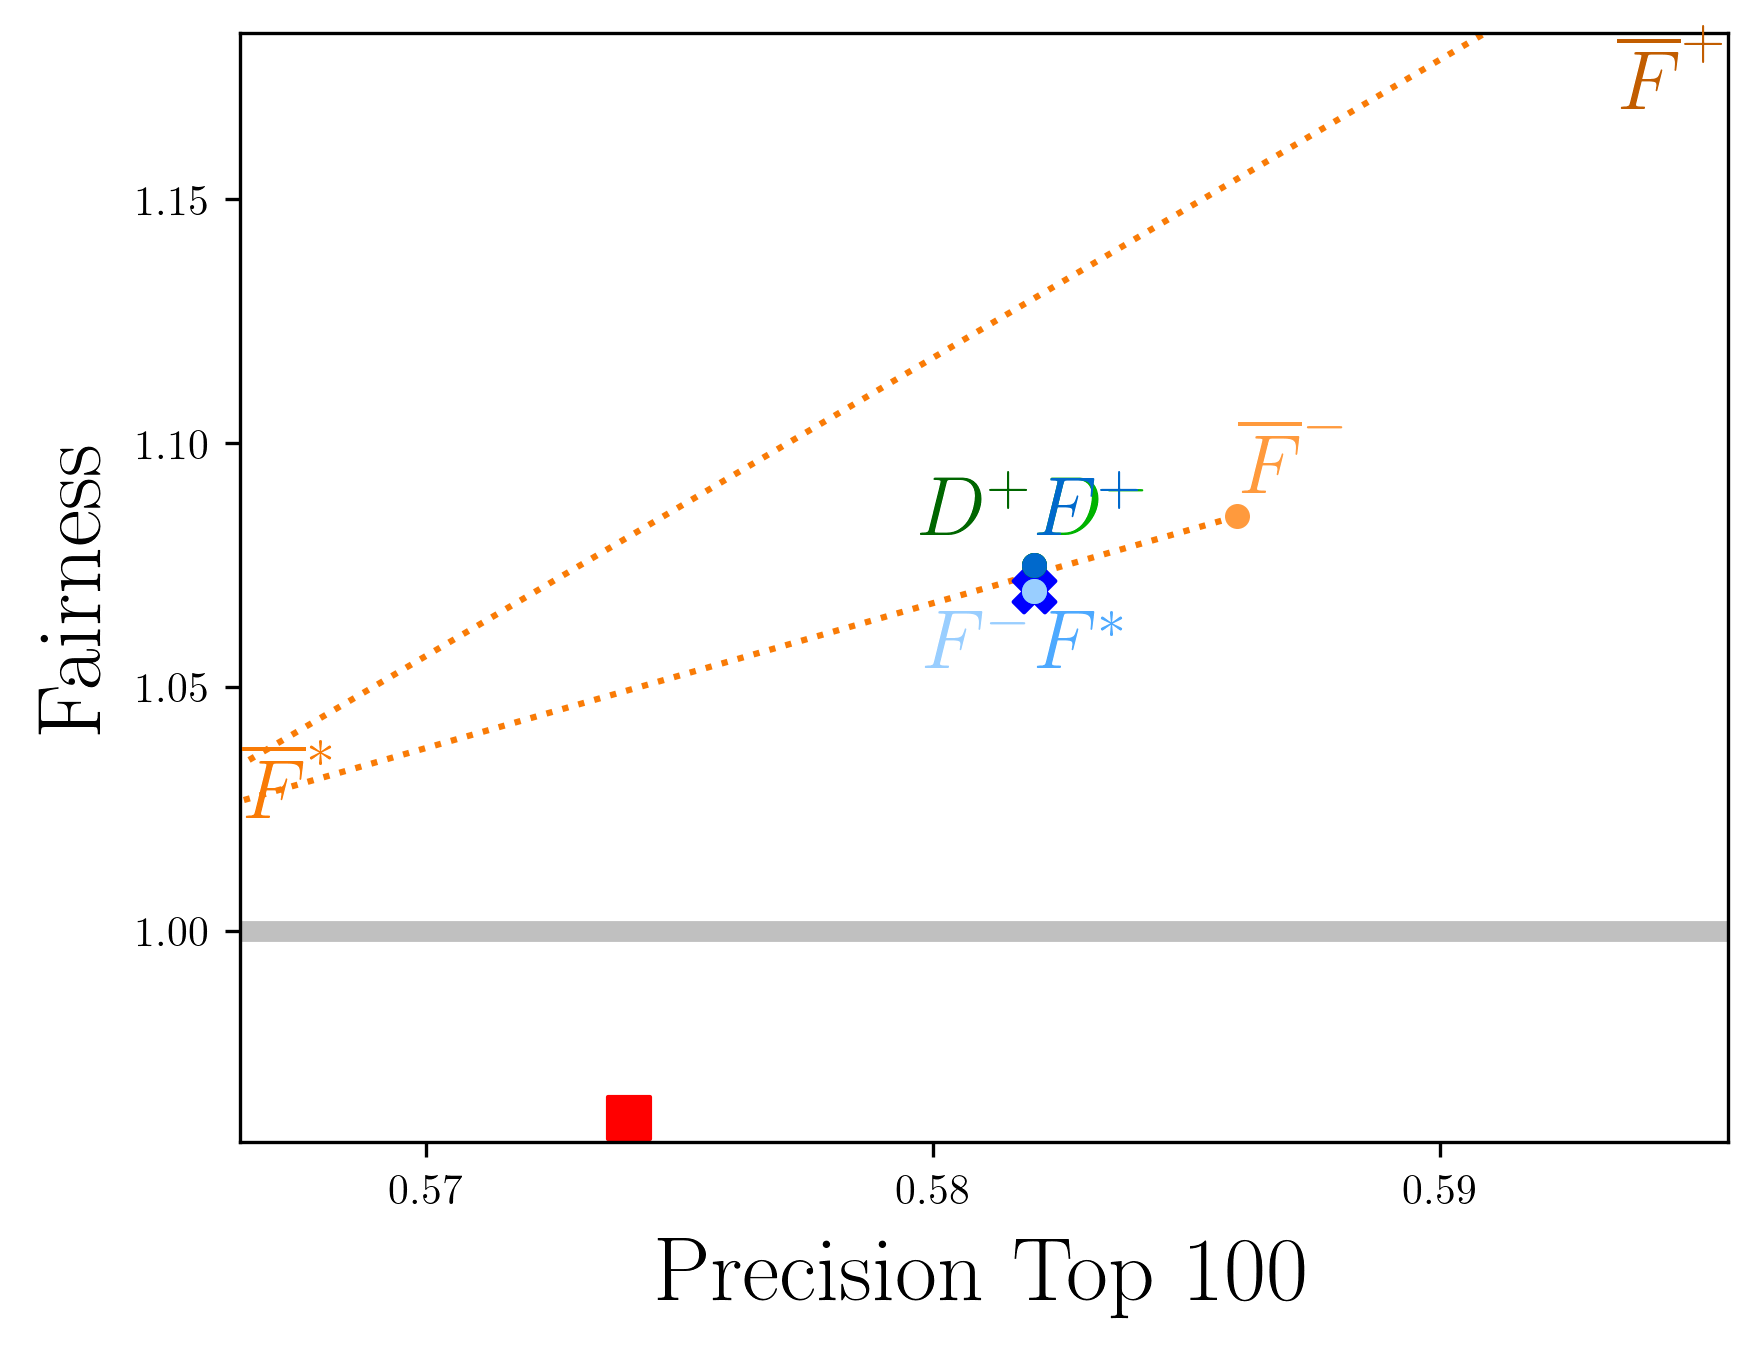 F̅⁺
1.15
1.10
F̅⁻
D⁺ F⁺
Fairness
F⁻ F*
1.05
F̅*
1.00
0.57 0.58 0.59
Precision Top 100